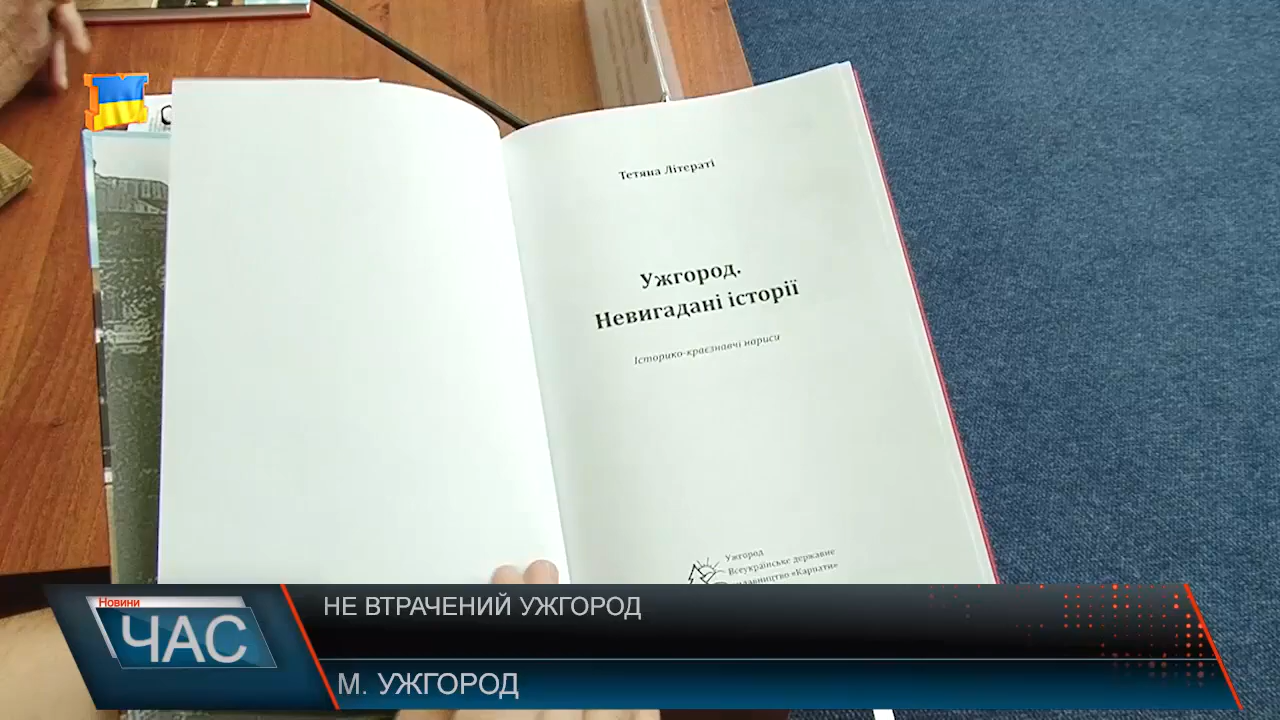 Тетяна Літераті
Ужгород.
Невигадані історії
Історико-краєзнавчі нариси
Ужгород
Всеукраїнське державне
видавництво «Карпати»
Новини
ЧАС
НЕ ВТРАЧЕНИЙ УЖГОРОД
М. УЖГОРОД